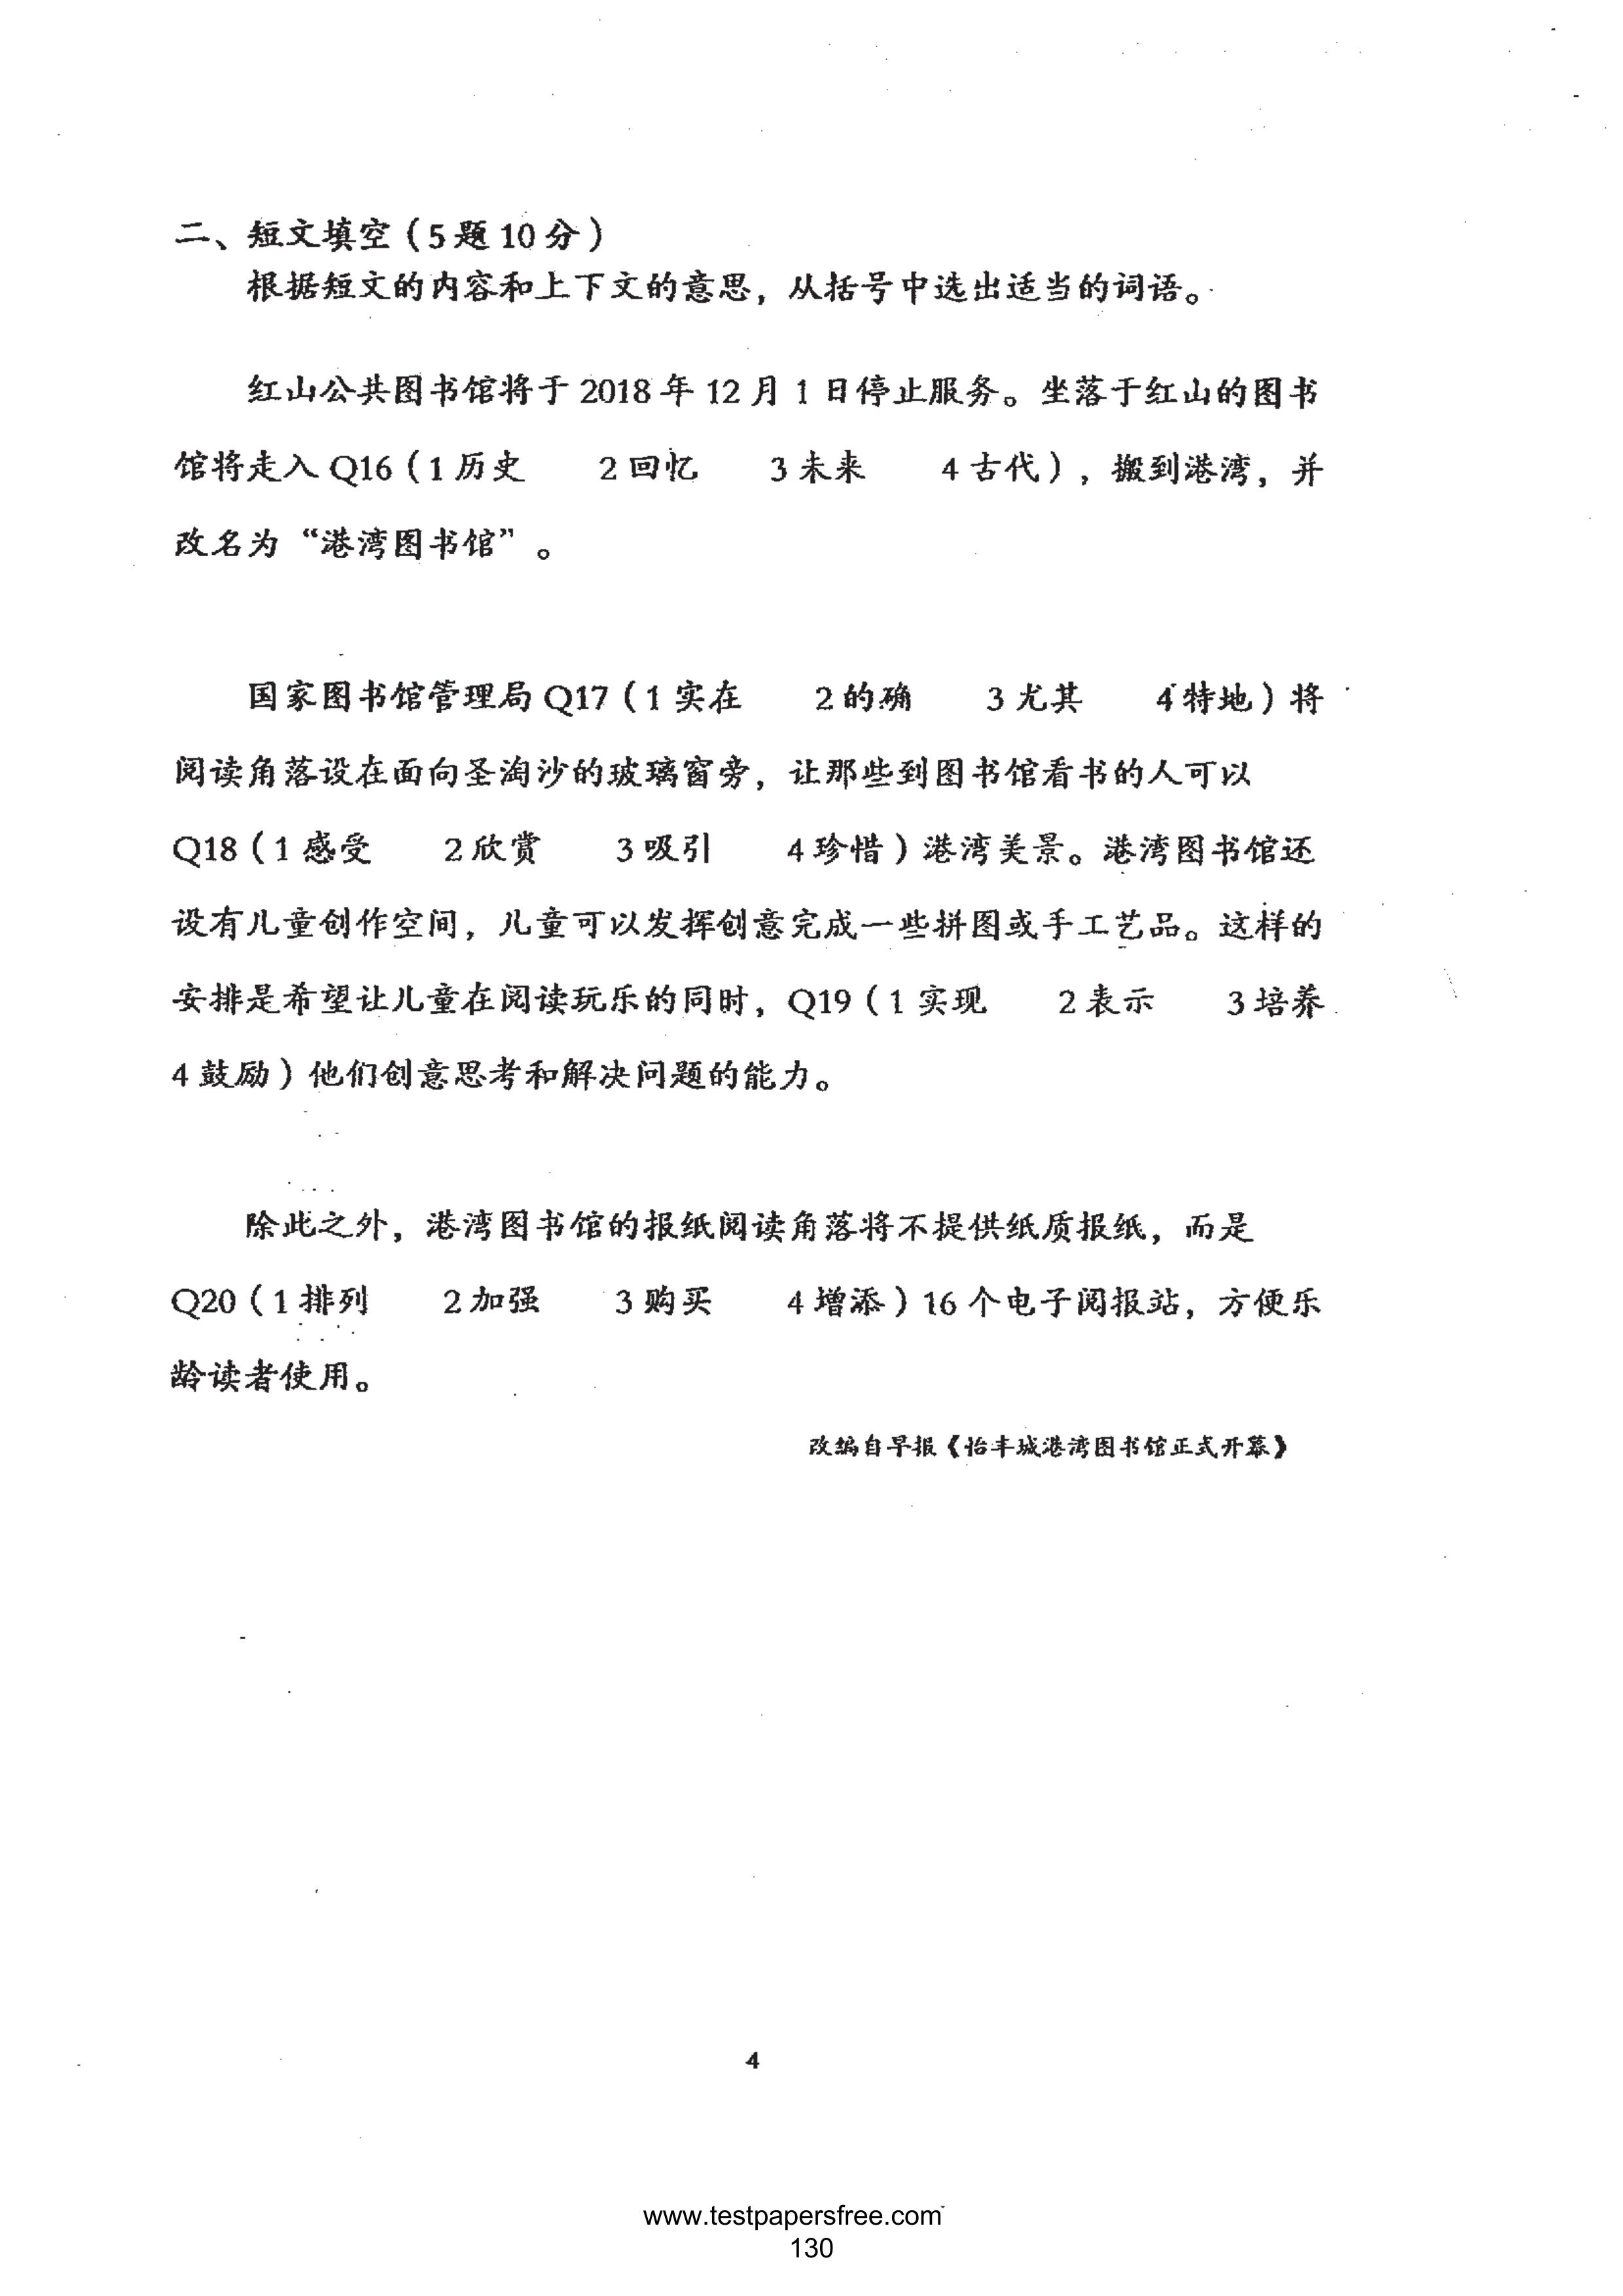 二、短文填空（5题10分）
根据短文的内容和上下文的意思，从括号中选出适当的词语。
红山公共图书馆将于2018年12月1日停止服务。坐落于红山的图书
馆将走入Q16（1历史 2回忆 3未来 4古代），搬到港湾，并
改名为“港湾图书馆”。
国家图书馆管理局Q17（1实在 2的确 3尤其 4特地）将
阅读角落设在面向圣淘沙的玻璃窗旁，让那些到图书馆看书的人可以
Q18（1感受 2欣赏 3吸引 4珍惜）港湾美景。港湾图书馆还
设有儿童创作空间，儿童可以发挥创意完成一些拼图或手工艺品。这样的
安排是希望让儿童在阅读玩乐的同时，Q19（1实现 2表示 3培养
4鼓励）他们创意思考和解决问题的能力。
除此之外，港湾图书馆的报纸阅读角落将不提供纸质报纸，而是
Q20（1排列 2加强 3购买 4增添）16个电子阅报站，方便乐
龄读者使用。
改编自早报《怡丰城港湾图书馆正式开幕》
4
www.testpapersfree.com
130